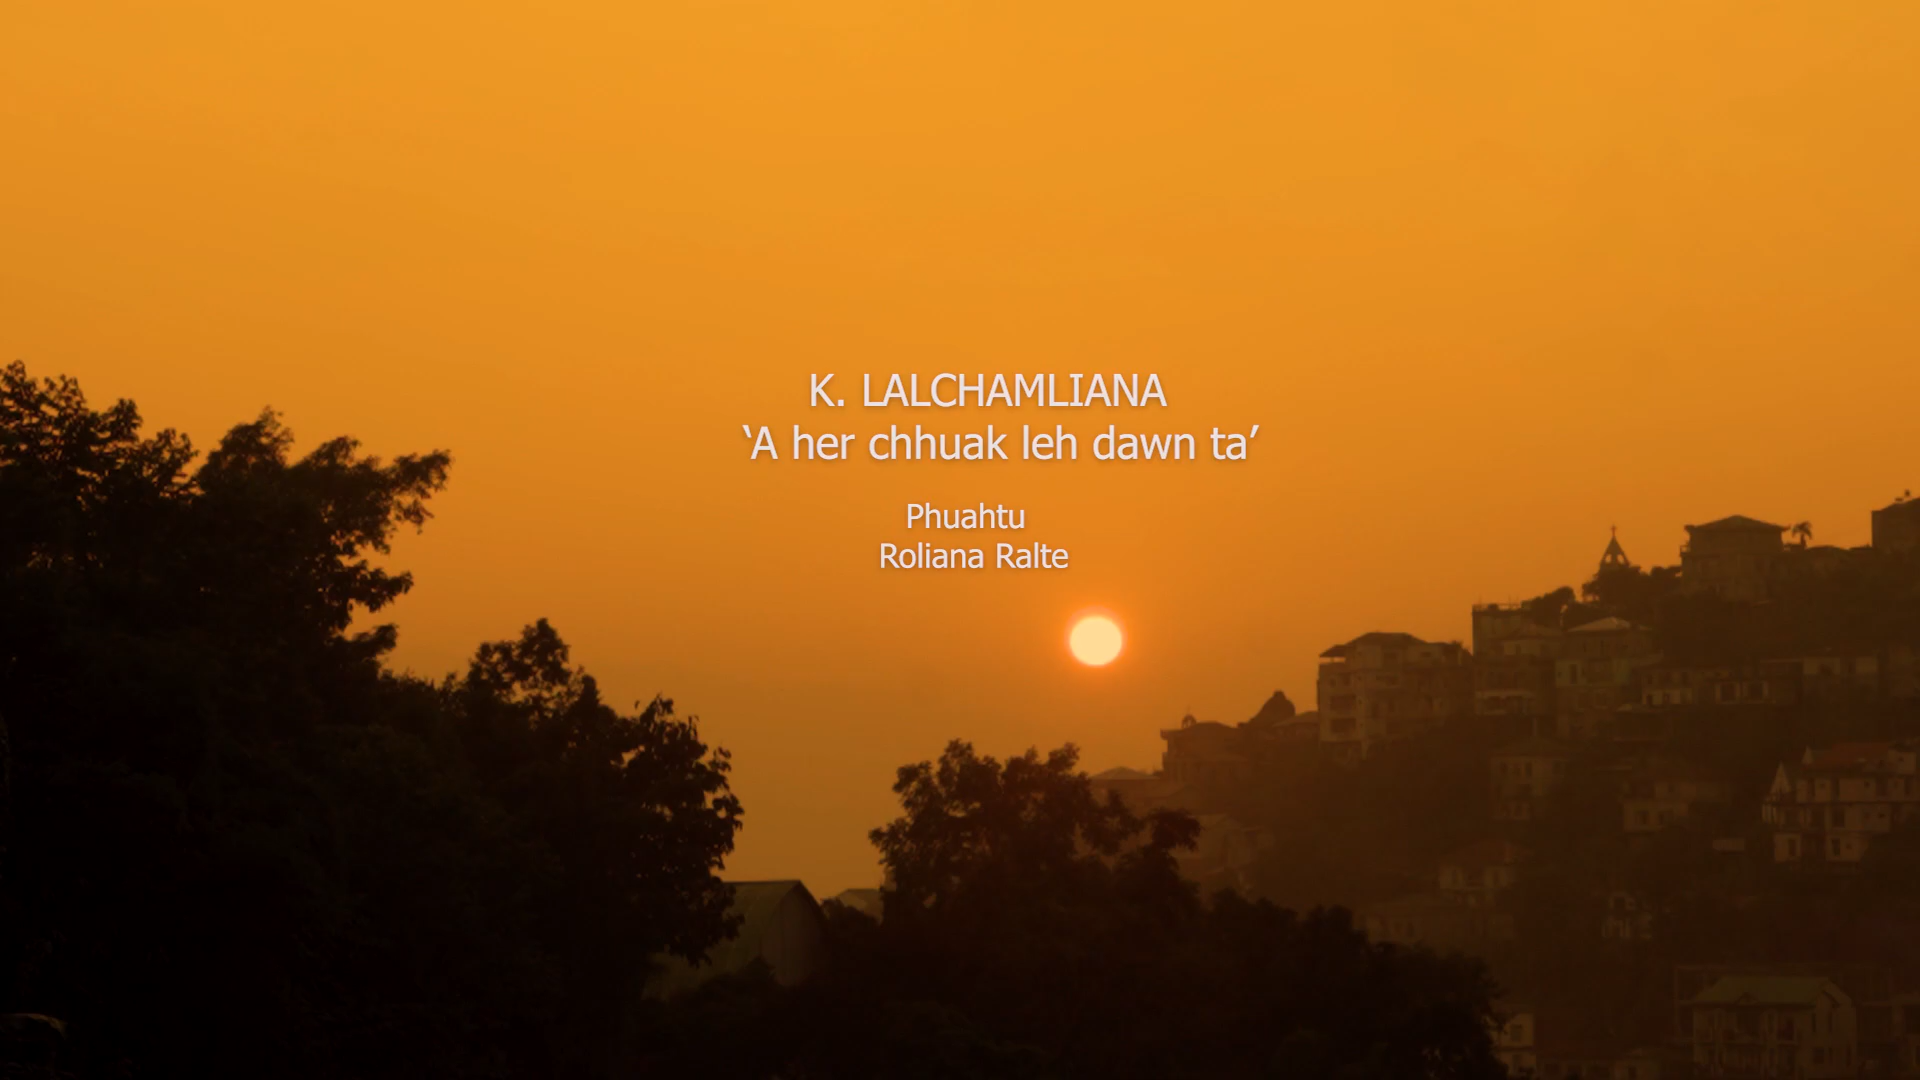 K. LALCHAMLIANA
‘A her chhuak leh dawn ta’
Phuahtu
Roliana Ralte